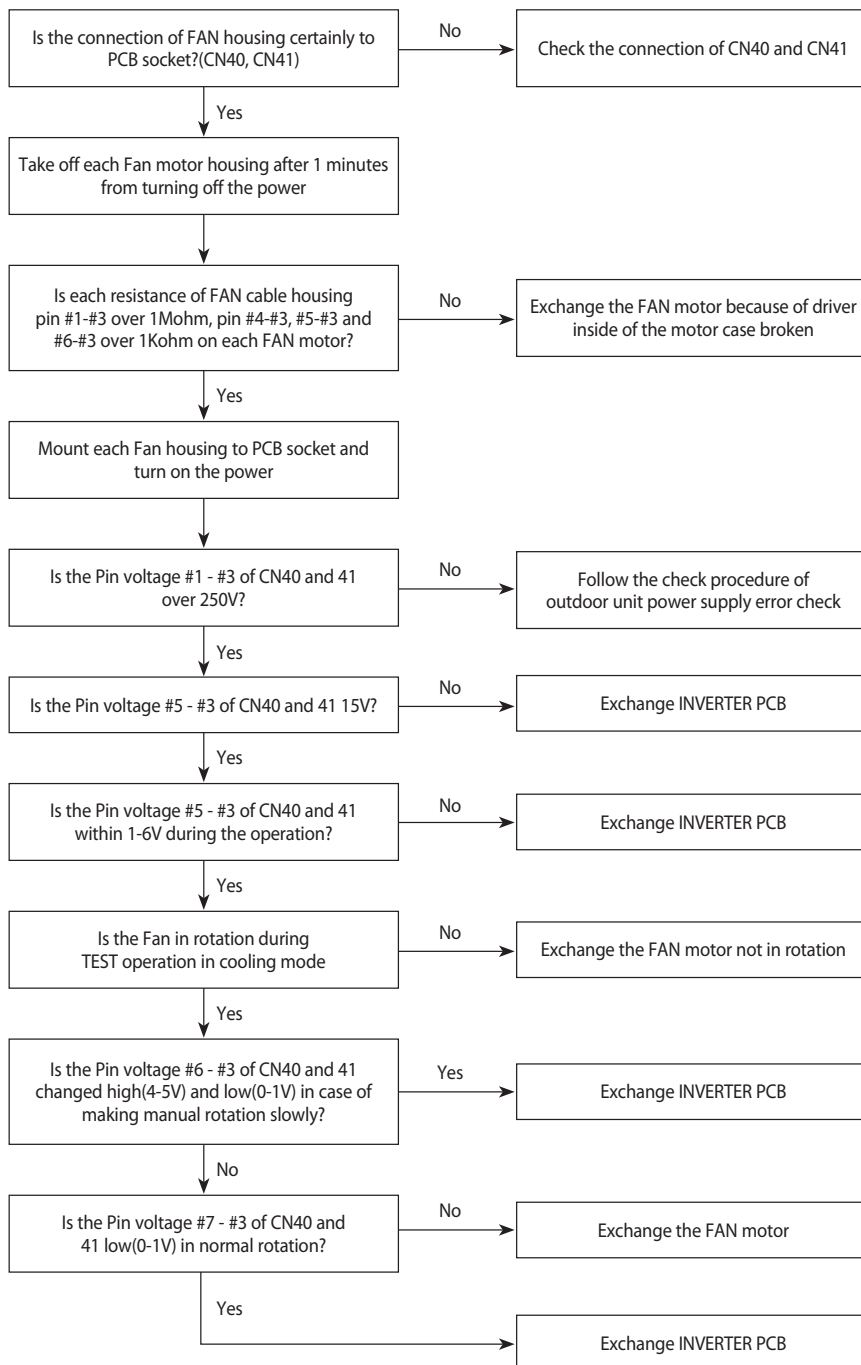 Is the connection of FAN housing certainly to
PCB socket?(CN40, CN41)
No
Check the connection of CN40 and CN41
Yes
Take off each Fan motor housing after 1 minutes
from turning off the power
Is each resistance of FAN cable housing
pin #1-#3 over 1Mohm, pin #4-#3, #5-#3 and
#6-#3 over 1Kohm on each FAN motor?
No
Exchange the FAN motor because of driver
inside of the motor case broken
Yes
Mount each Fan housing to PCB socket and
turn on the power
Is the Pin voltage #1 - #3 of CN40 and 41
over 250V?
No
Follow the check procedure of
outdoor unit power supply error check
Yes
Is the Pin voltage #5 - #3 of CN40 and 41 15V?
No
Exchange INVERTER PCB
Yes
Is the Pin voltage #5 - #3 of CN40 and 41
within 1-6V during the operation?
No
Exchange INVERTER PCB
Yes
Is the Fan in rotation during
TEST operation in cooling mode
No
Exchange the FAN motor not in rotation
Yes
Is the Pin voltage #6 - #3 of CN40 and 41
changed high(4-5V) and low(0-1V) in case of
making manual rotation slowly?
Yes
Exchange INVERTER PCB
No
Is the Pin voltage #7 - #3 of CN40 and
41 low(0-1V) in normal rotation?
No
Exchange the FAN motor
Yes
Exchange INVERTER PCB